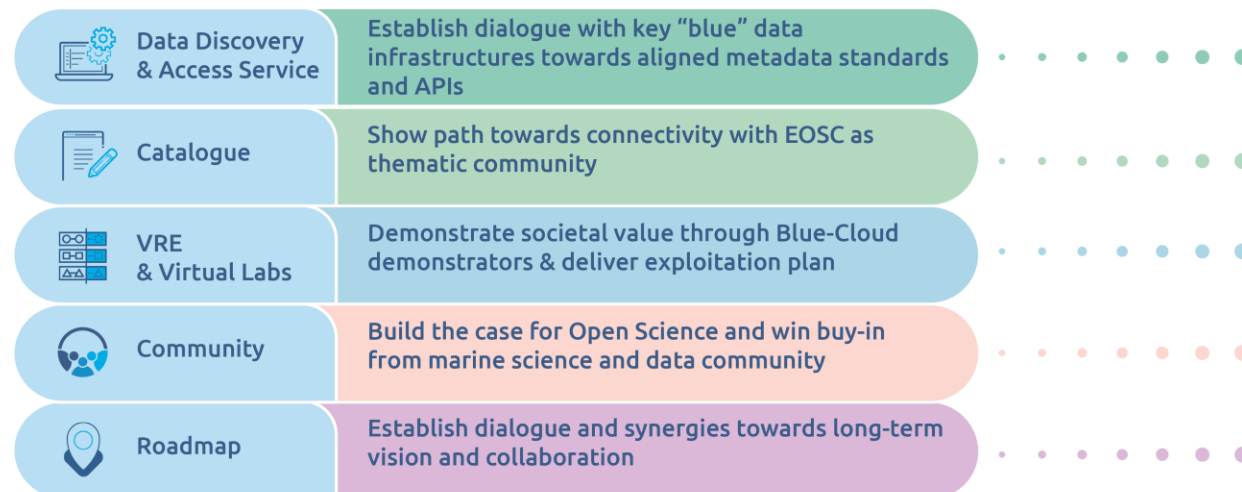 Data Discovery
& Access Service
Establish dialogue with key “blue” data
infrastructures towards aligned metadata standards
and APIs
Catalogue
Show path towards connectivity with EOSC as
thematic community
VRE
& Virtual Labs
Demonstrate societal value through Blue-Cloud
demonstrators & deliver exploitation plan
Community
Build the case for Open Science and win buy-in
from marine science and data community
Roadmap
Establish dialogue and synergies towards long-term
vision and collaboration